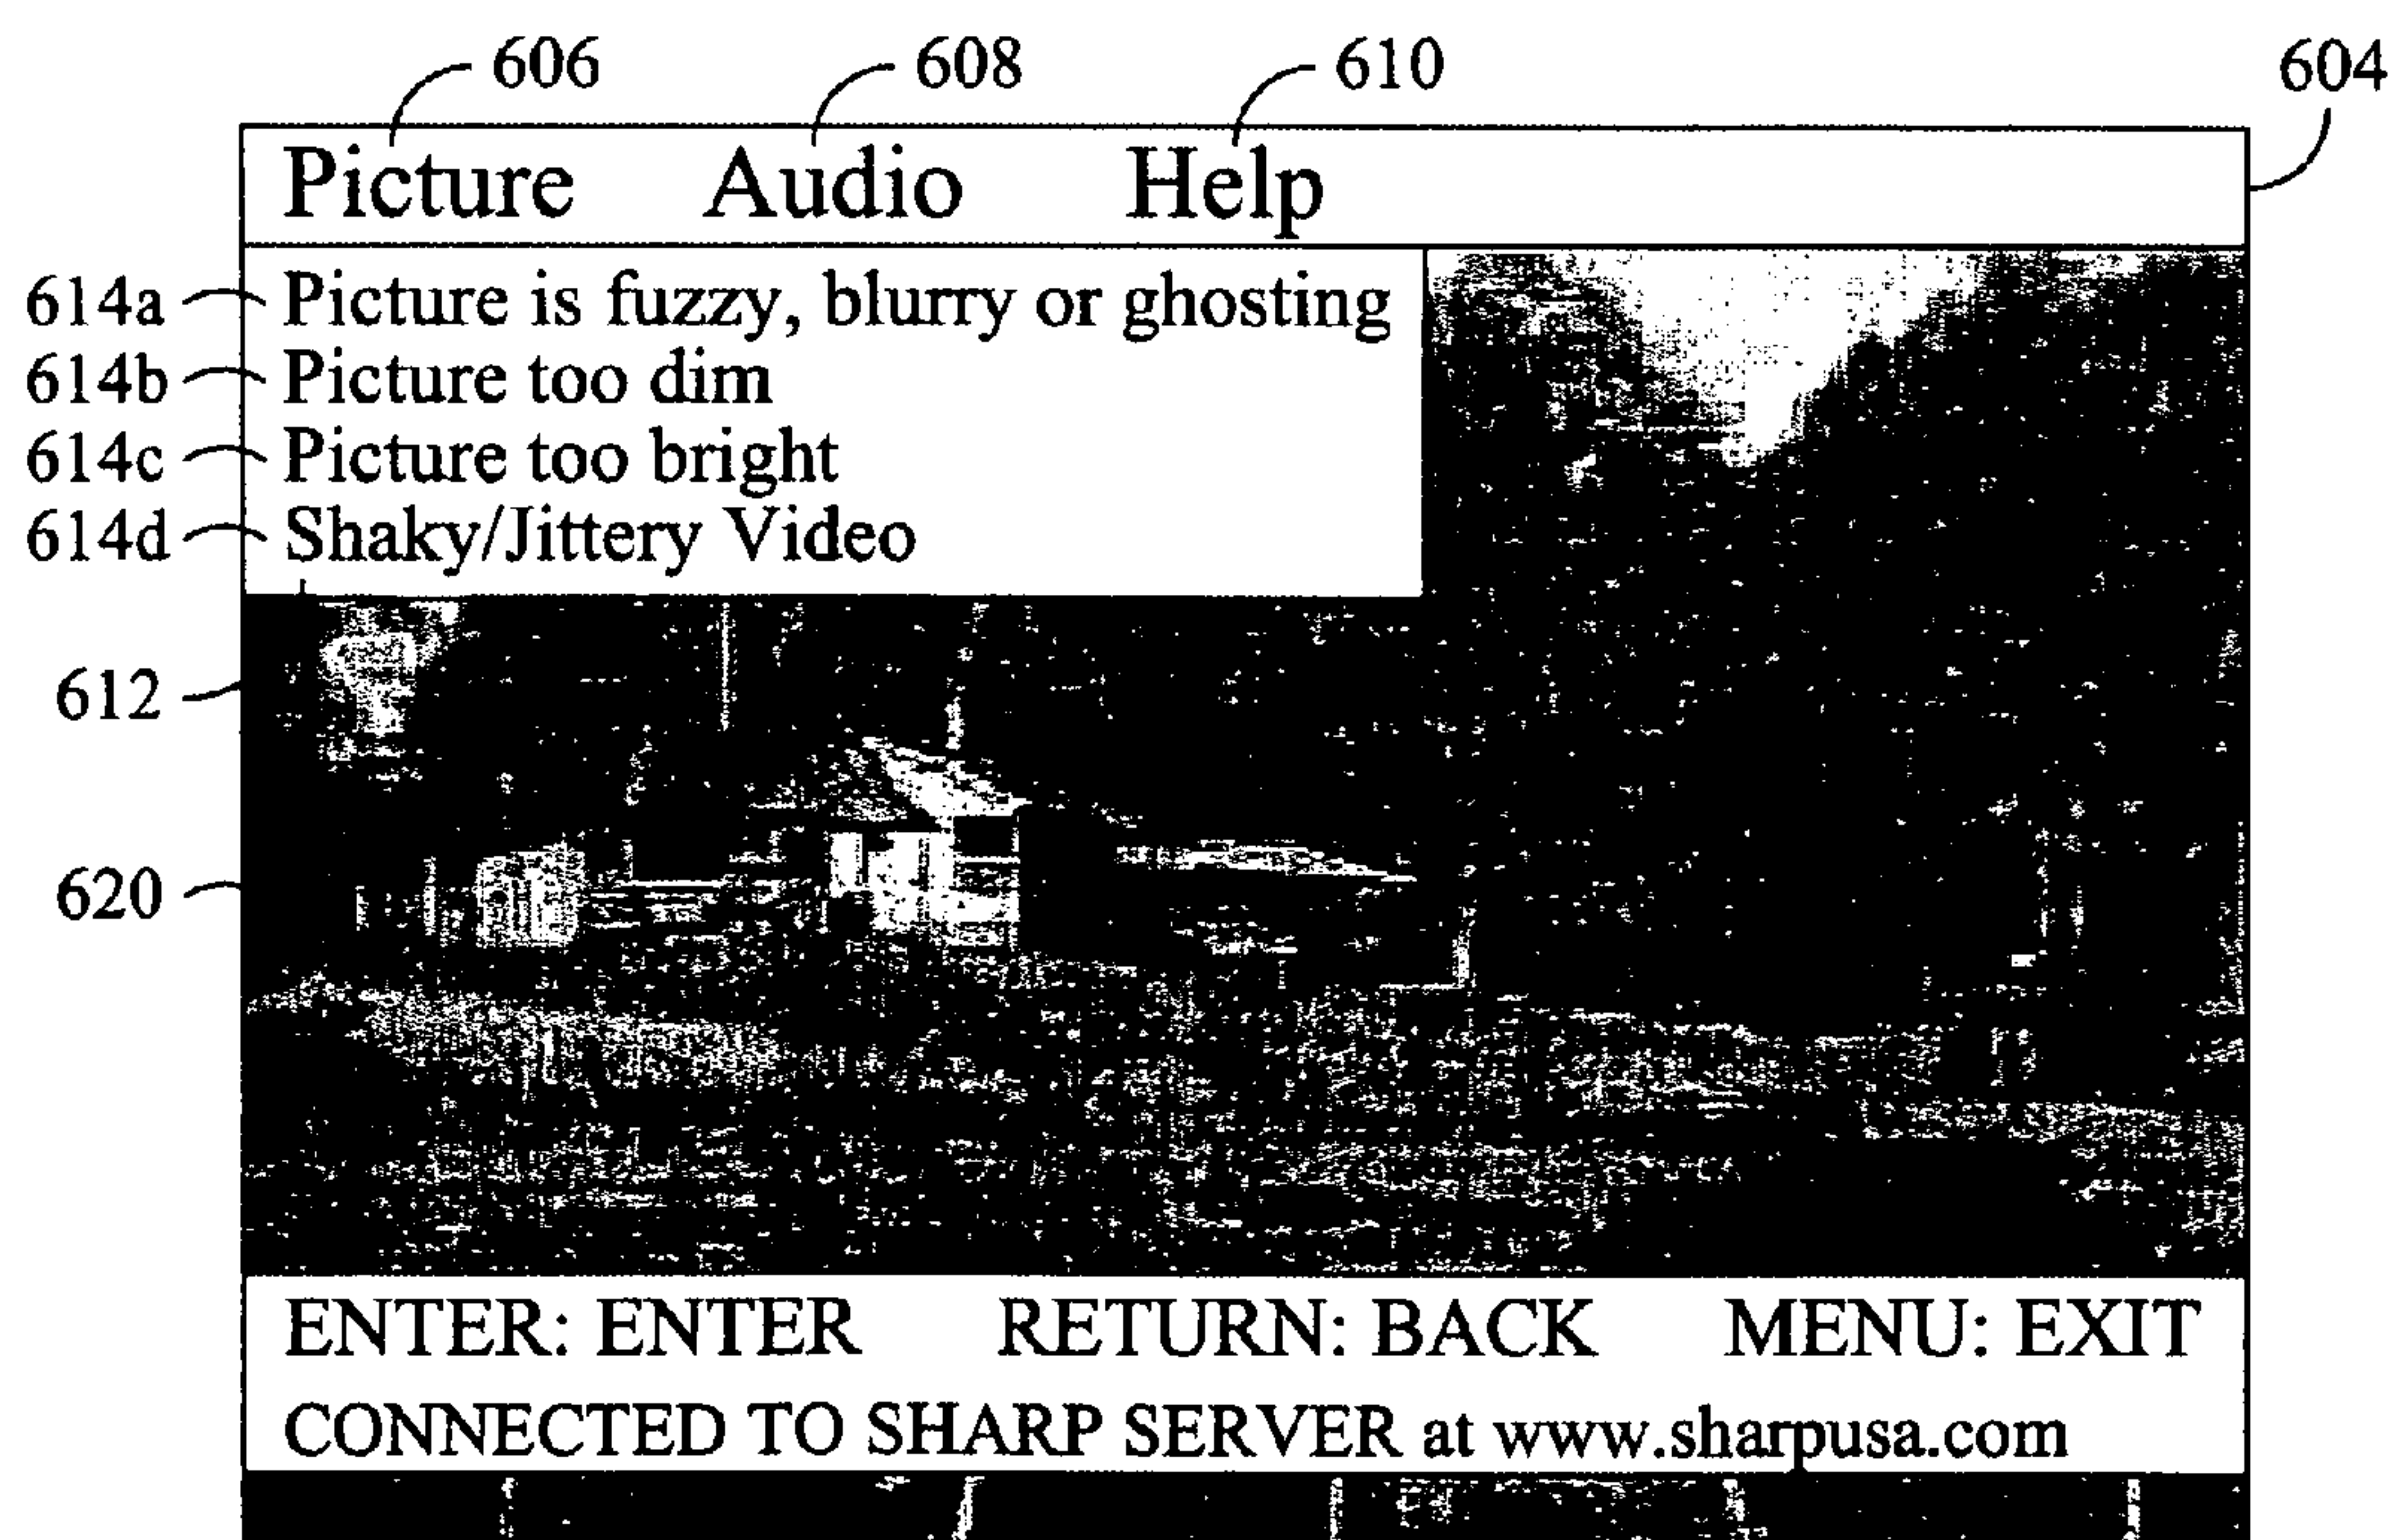 606 608 610 604
Picture Audio Help
614a Picture is fuzzy, blurry or ghosting
614b Picture too dim
614c Picture too bright
614d Shaky/Jittery Video
612
620
ENTER: ENTER RETURN: BACK MENU: EXIT
CONNECTED TO SHARP SERVER at www.sharpusa.com